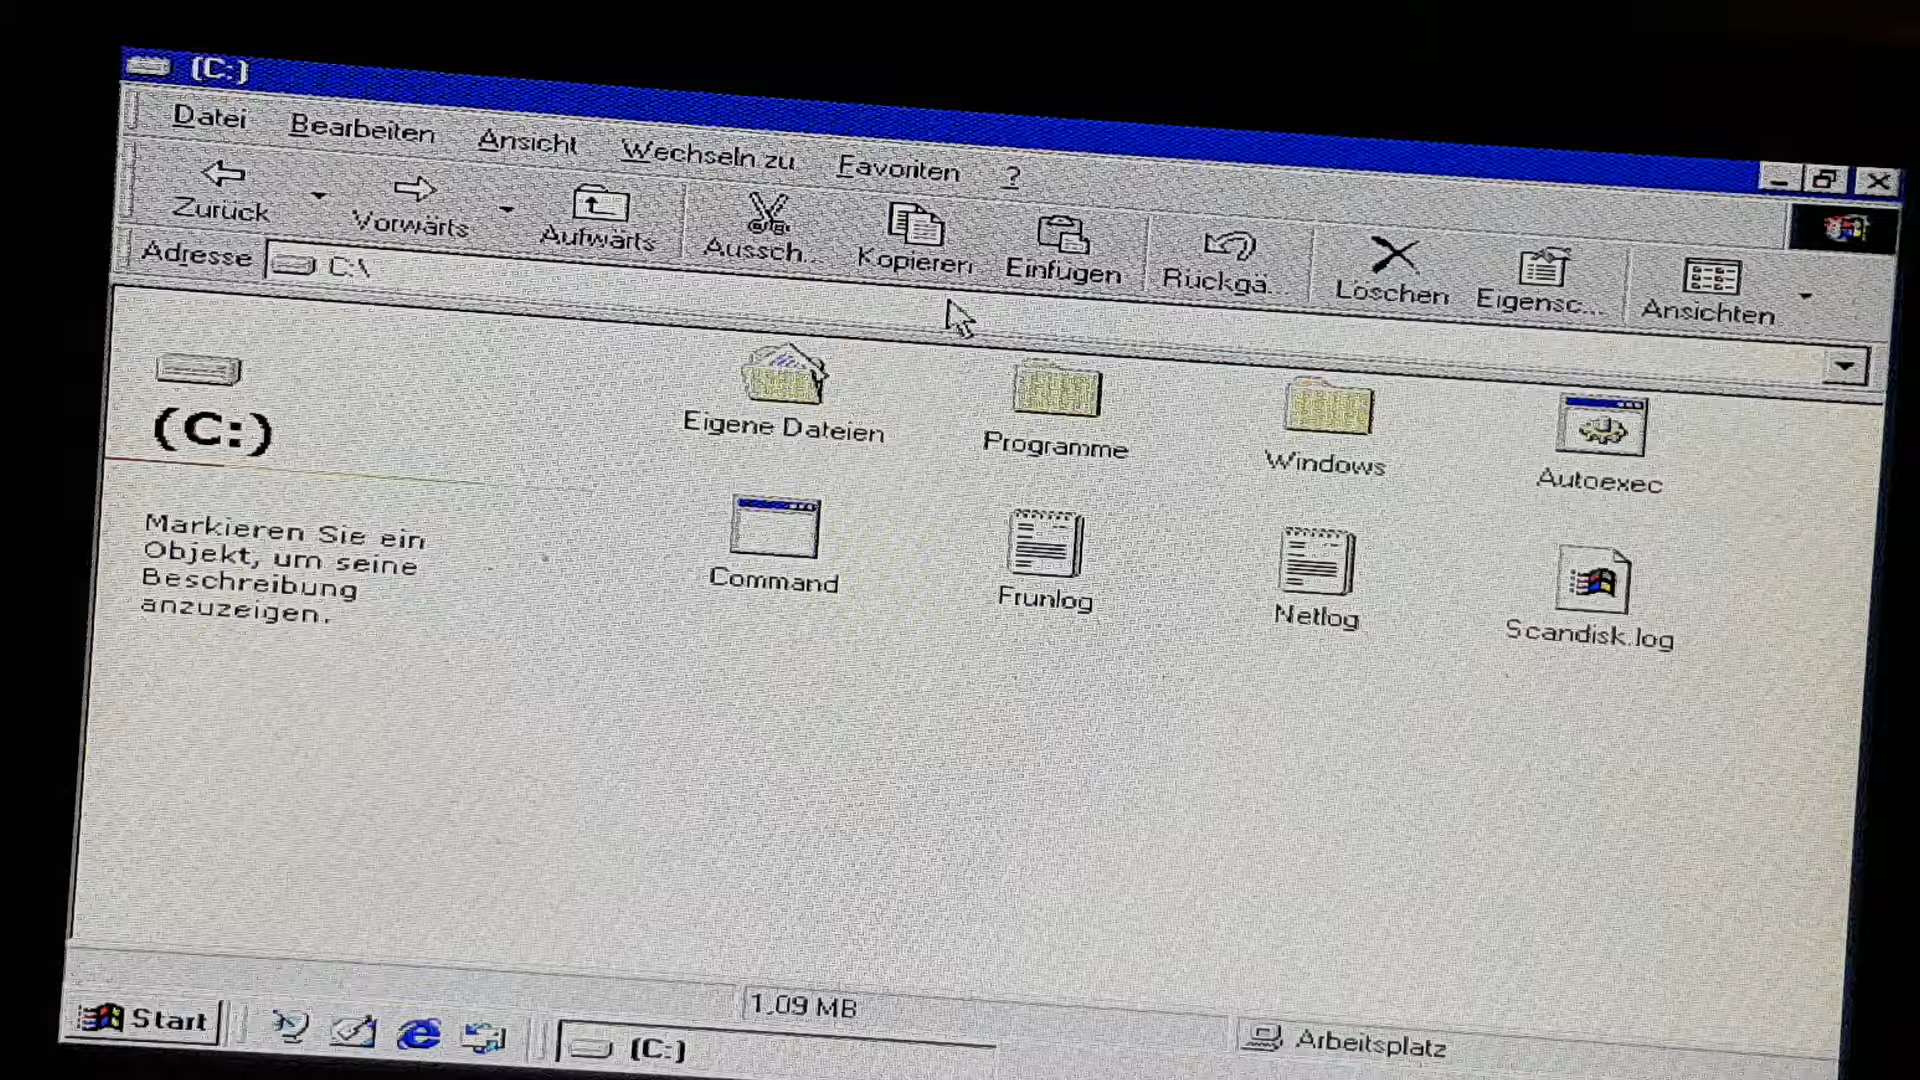 (C:)
Datei Bearbeiten Ansicht Wechseln zu Favoriten ?
Zurück Vorwärts Aufwärts Aussch... Kopieren Einfügen Rückgä... Löschen Eigensc... Ansichten
Adresse C:\
(C:)
Markieren Sie ein
Objekt, um seine
Beschreibung
anzuzeigen.
Eigene Dateien Programme Windows Autoexec
Command Frunlog Netlog Scandisk.log
1,09 MB Arbeitsplatz
Start (C:)